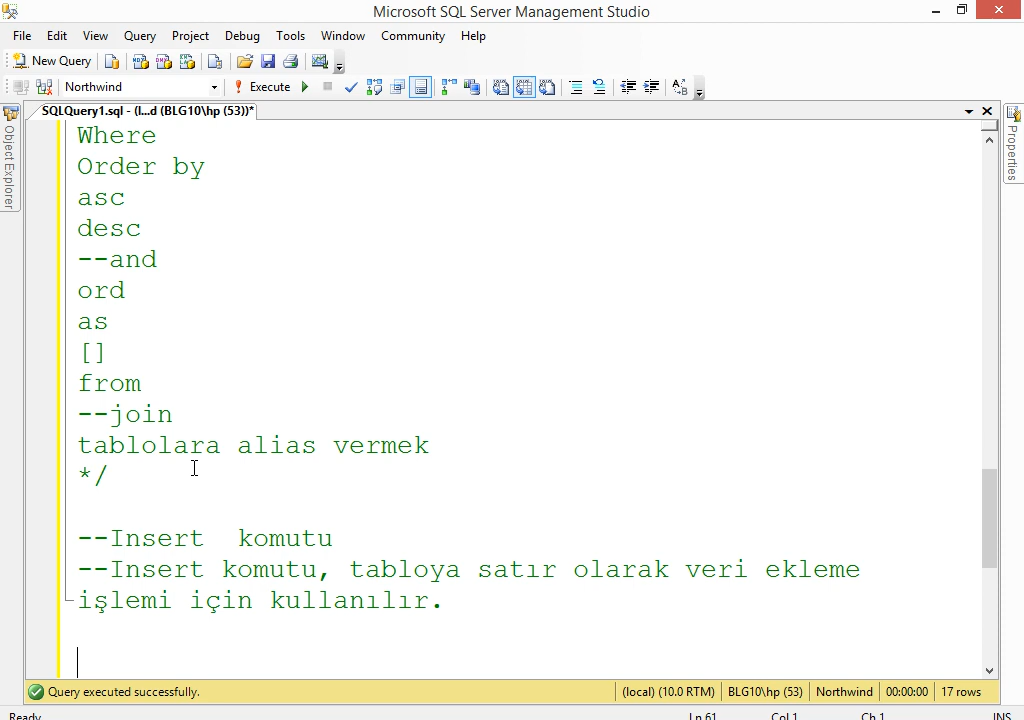 Microsoft SQL Server Management Studio
File Edit View Query Project Debug Tools Window Community Help
New Query
Northwind
Execute
SQLQuery1.sql - (l...d (BLG10\hp (53))*
Object Explorer
Properties
Where
Order by
asc
desc
--and
ord
as
[]
from
--join
tablolara alias vermek
*/
--Insert  komutu
--Insert komutu, tabloya satır olarak veri ekleme
işlemi için kullanılır.
Query executed successfully.
(local) (10.0 RTM) BLG10\hp (53) Northwind 00:00:00 17 rows
Ready Ln 61 Col 1 Ch 1 INS